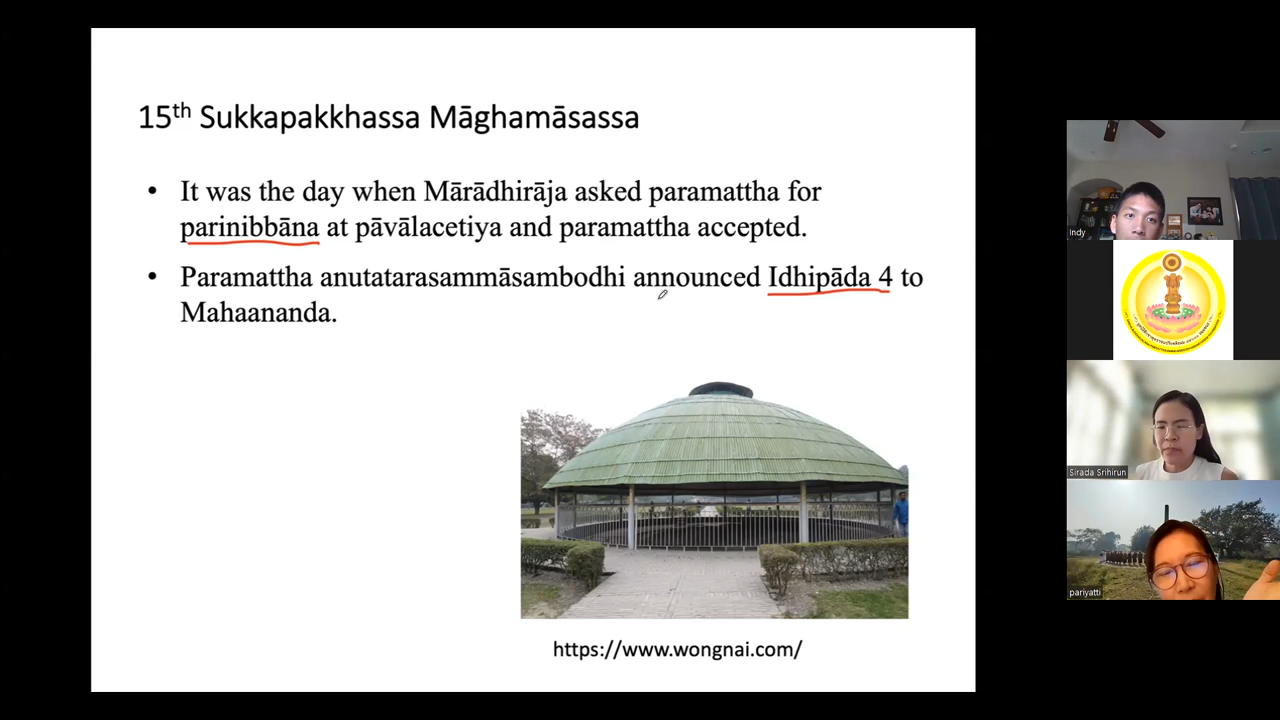 15th Sukkapakkhassa Māghamāsassa
• It was the day when Mārādhirāja asked paramattha for
parinibbāna at pāvālacetiya and paramattha accepted.
• Paramattha anutatarasammāsambodhi announced Idhipāda 4 to
Mahaananda.
https://www.wongnai.com/
Indy
Sirada Srihirun
pariyatti